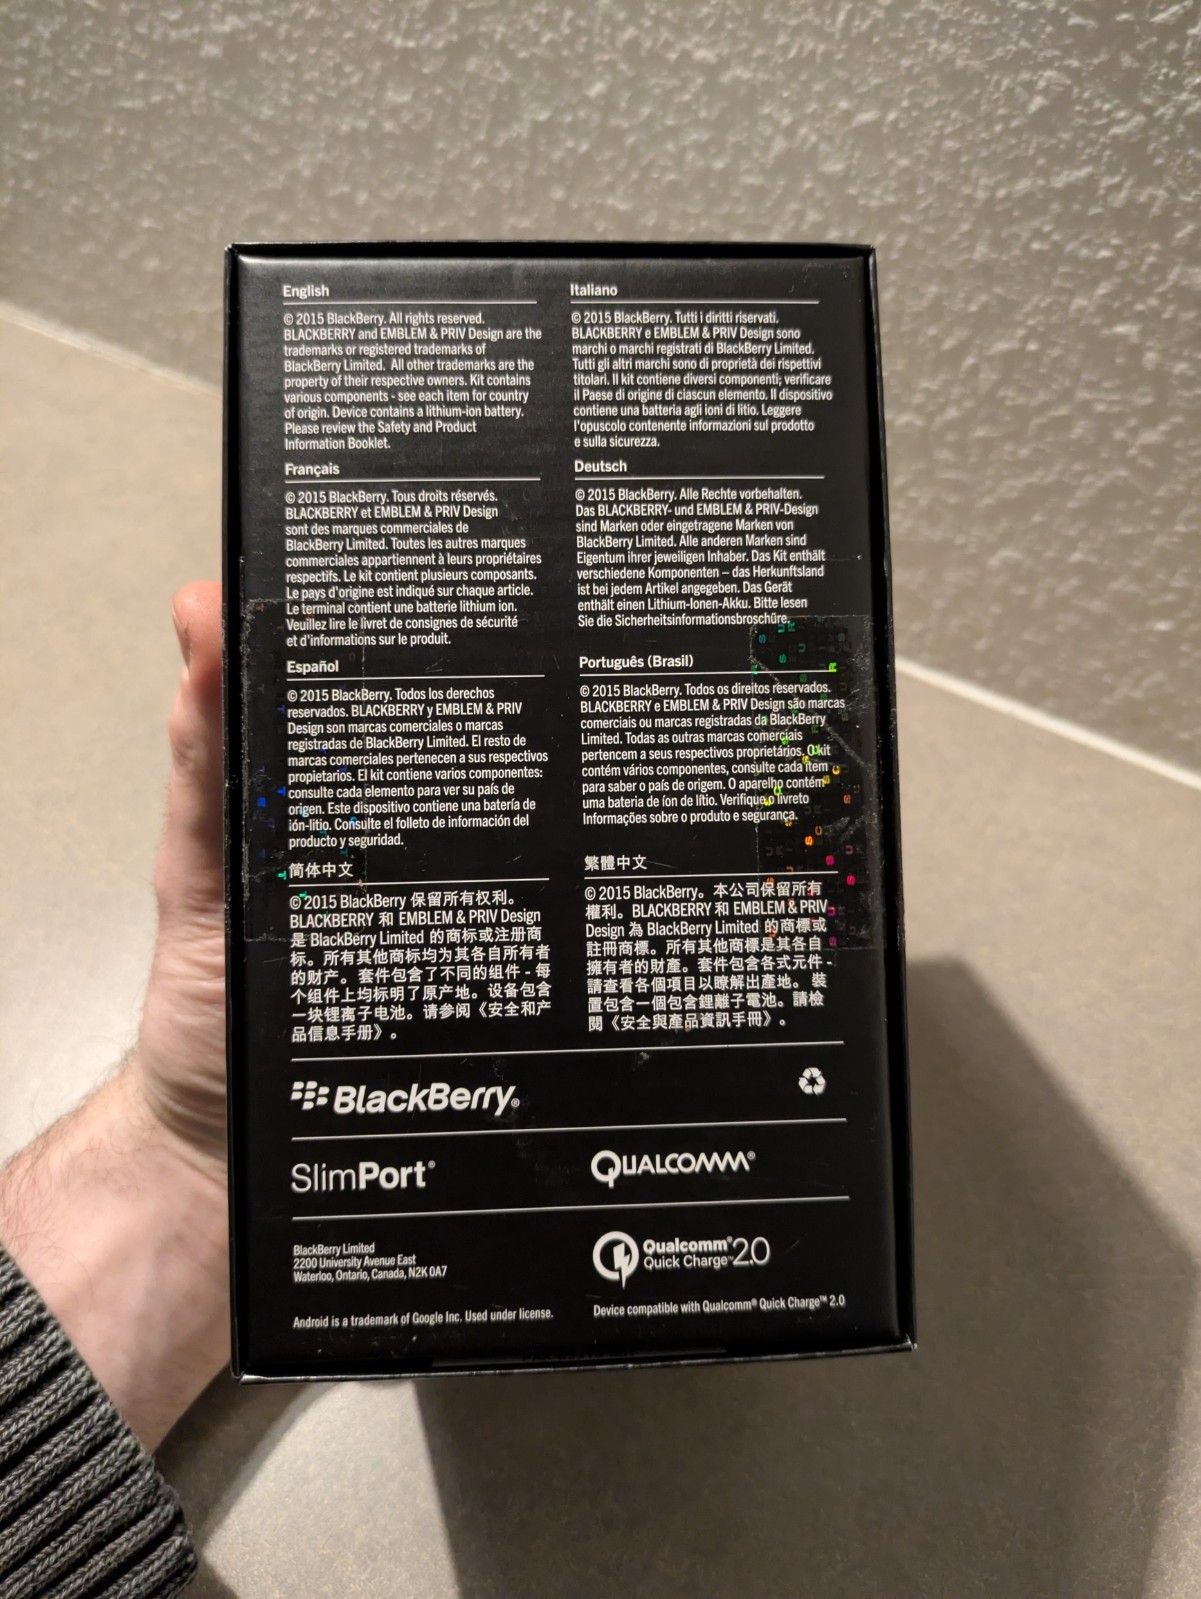 English
© 2015 BlackBerry. All rights reserved.
BLACKBERRY and EMBLEM & PRIV Design are the
trademarks or registered trademarks of
BlackBerry Limited. All other trademarks are the
property of their respective owners. Kit contains
various components - see each item for country
of origin. Device contains a lithium-ion battery.
Please review the Safety and Product
Information Booklet.
Italiano
© 2015 BlackBerry. Tutti i diritti riservati.
BLACKBERRY e EMBLEM & PRIV Design sono
marchi o marchi registrati di BlackBerry Limited.
Tutti gli altri marchi sono di proprietà dei rispettivi
titolari. Il kit contiene diversi componenti; verificare
il Paese di origine di ciascun elemento. Il dispositivo
contiene una batteria agli ioni di litio. Leggere
l'opuscolo contenente informazioni sul prodotto
e sulla sicurezza.
Français
© 2015 BlackBerry. Tous droits réservés.
BLACKBERRY et EMBLEM & PRIV Design
sont des marques commerciales de
BlackBerry Limited. Toutes les autres marques
commerciales appartiennent à leurs propriétaires
respectifs. Le kit contient plusieurs composants.
Le pays d'origine est indiqué sur chaque article.
Le terminal contient une batterie lithium ion.
Veuillez lire le livret de consignes de sécurité
et d'informations sur le produit.
Deutsch
© 2015 BlackBerry. Alle Rechte vorbehalten.
Das BLACKBERRY- und EMBLEM & PRIV-Design
sind Marken oder eingetragene Marken von
BlackBerry Limited. Alle anderen Marken sind
Eigentum ihrer jeweiligen Inhaber. Das Kit enthält
verschiedene Komponenten – das Herkunftsland
ist bei jedem Artikel angegeben. Das Gerät
enthält einen Lithium-Ionen-Akku. Bitte lesen
Sie die Sicherheitsinformationsbroschüre.
Español
© 2015 BlackBerry. Todos los derechos
reservados. BLACKBERRY y EMBLEM & PRIV
Design son marcas comerciales o marcas
registradas de BlackBerry Limited. El resto de
marcas comerciales pertenecen a sus respectivos
propietarios. El kit contiene varios componentes:
consulte cada elemento para ver su país de
origen. Este dispositivo contiene una batería de
ión-litio. Consulte el folleto de información del
producto y seguridad.
Português (Brasil)
© 2015 BlackBerry. Todos os direitos reservados.
BLACKBERRY e EMBLEM & PRIV Design são marcas
comerciais ou marcas registradas da BlackBerry
Limited. Todas as outras marcas comerciais
pertencem a seus respectivos proprietários. O kit
contém vários componentes, consulte cada item
para saber o país de origem. O aparelho contém
uma bateria de íon de lítio. Verifique o livreto
Informações sobre o produto e segurança.
简体中文
© 2015 BlackBerry 保留所有权利。
BLACKBERRY 和 EMBLEM & PRIV Design
是 BlackBerry Limited 的商标或注册商
标。所有其他商标均为其各自所有者
的财产。套件包含了不同的组件 - 每
个组件上均标明了原产地。设备包含
一块锂离子电池。请参阅《安全和产
品信息手册》。
繁體中文
© 2015 BlackBerry。本公司保留所有
權利。BLACKBERRY 和 EMBLEM & PRIV
Design 為 BlackBerry Limited 的商標或
註冊商標。所有其他商標是其各自
擁有者的財產。套件包含各式元件 -
請查看各個項目以瞭解出產地。 裝
置包含一個包含鋰離子電池。請檢
閱《安全與產品資訊手冊》。
BlackBerry®
SlimPort®
QUALCOMM®
BlackBerry Limited
2200 University Avenue East
Waterloo, Ontario, Canada, N2K 0A7
Qualcomm®
Quick Charge™ 2.0
Android is a trademark of Google Inc. Used under license.
Device compatible with Qualcomm® Quick Charge™ 2.0